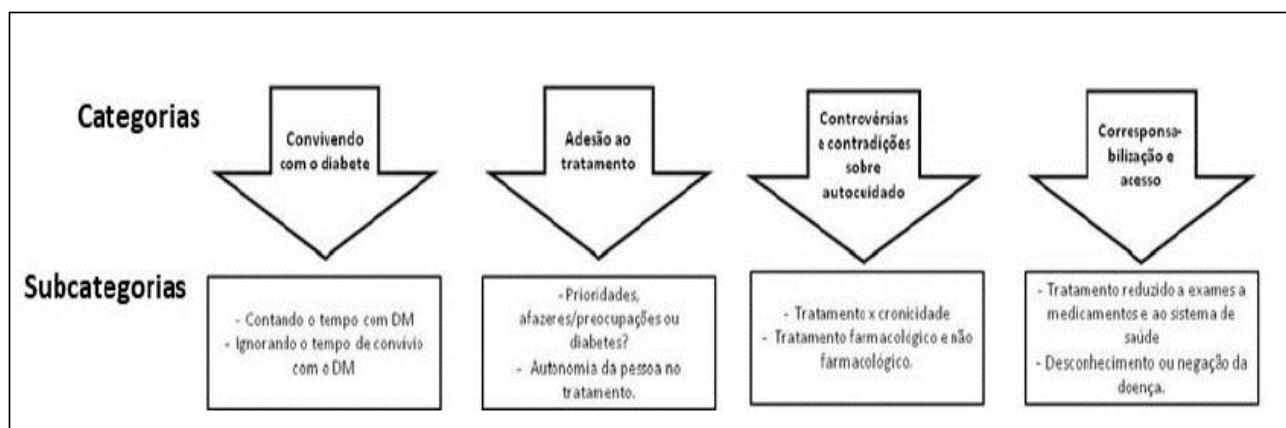 Categorias
Convivendo
com o diabete
Adesão ao
tratamento
Controvérsias
e contradições
sobre
autocuidado
Corresponsa-
bilização e
acesso
Subcategorias
- Contando o tempo com DM
- Ignorando o tempo de convivio
com o DM
-Prioridades,
afazeres/preocupações ou
diabetes?
- Autonomia da pessoa no
tratamento.
- Tratamento x cronicidade
- Tratamento farmacológico e não
farmacológico.
- Tratamento reduzido a exames a
medicamentos e ao sistema de
saúde
- Desconhecimento ou negação da
doença.